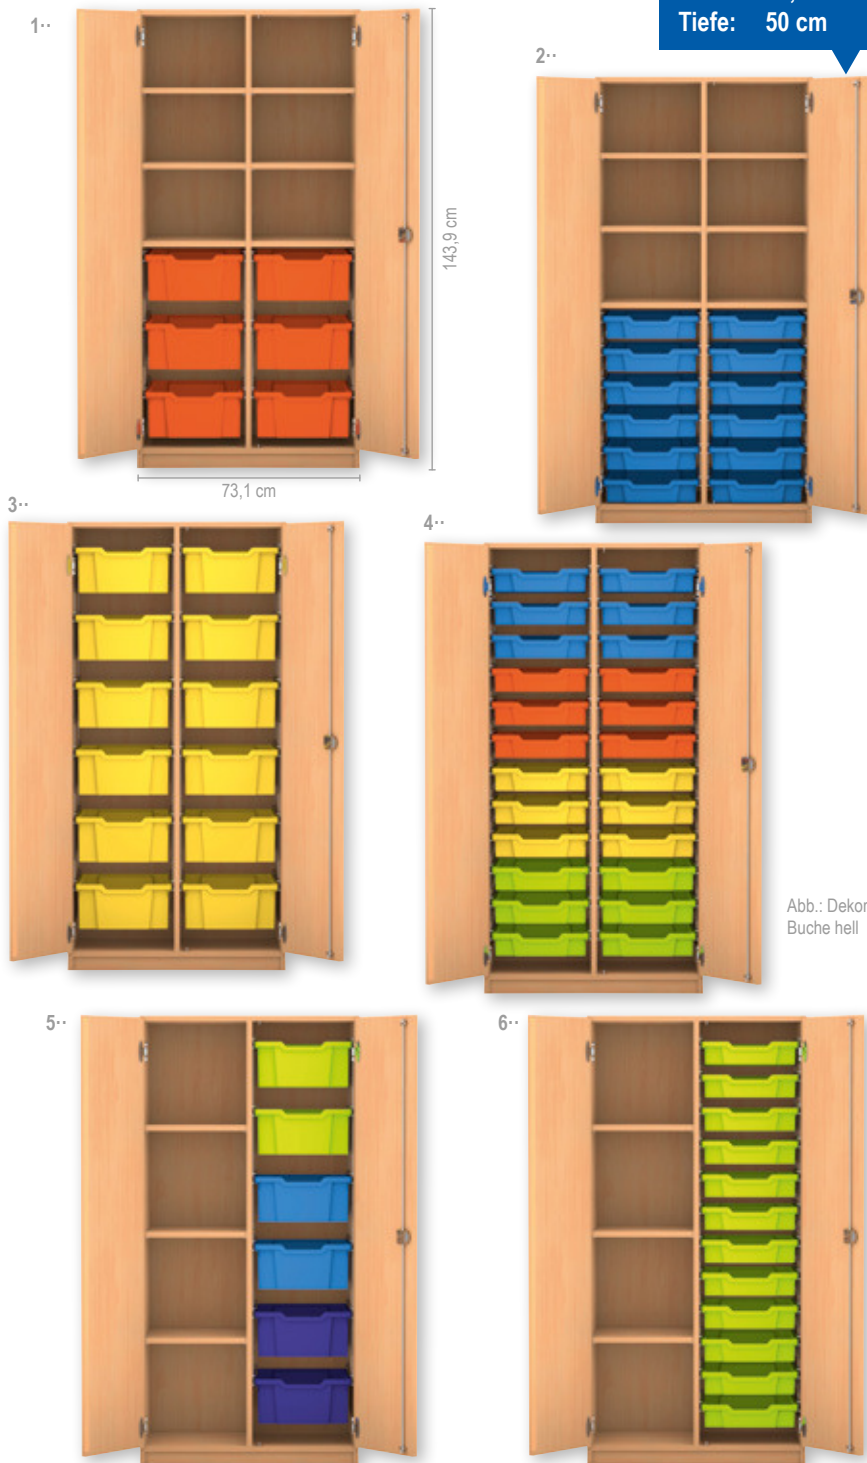 1··
Tiefe: 50 cm
2··
143,9 cm
73,1 cm
3··
4··
Abb.: Dekor
Buche hell
5··
6··